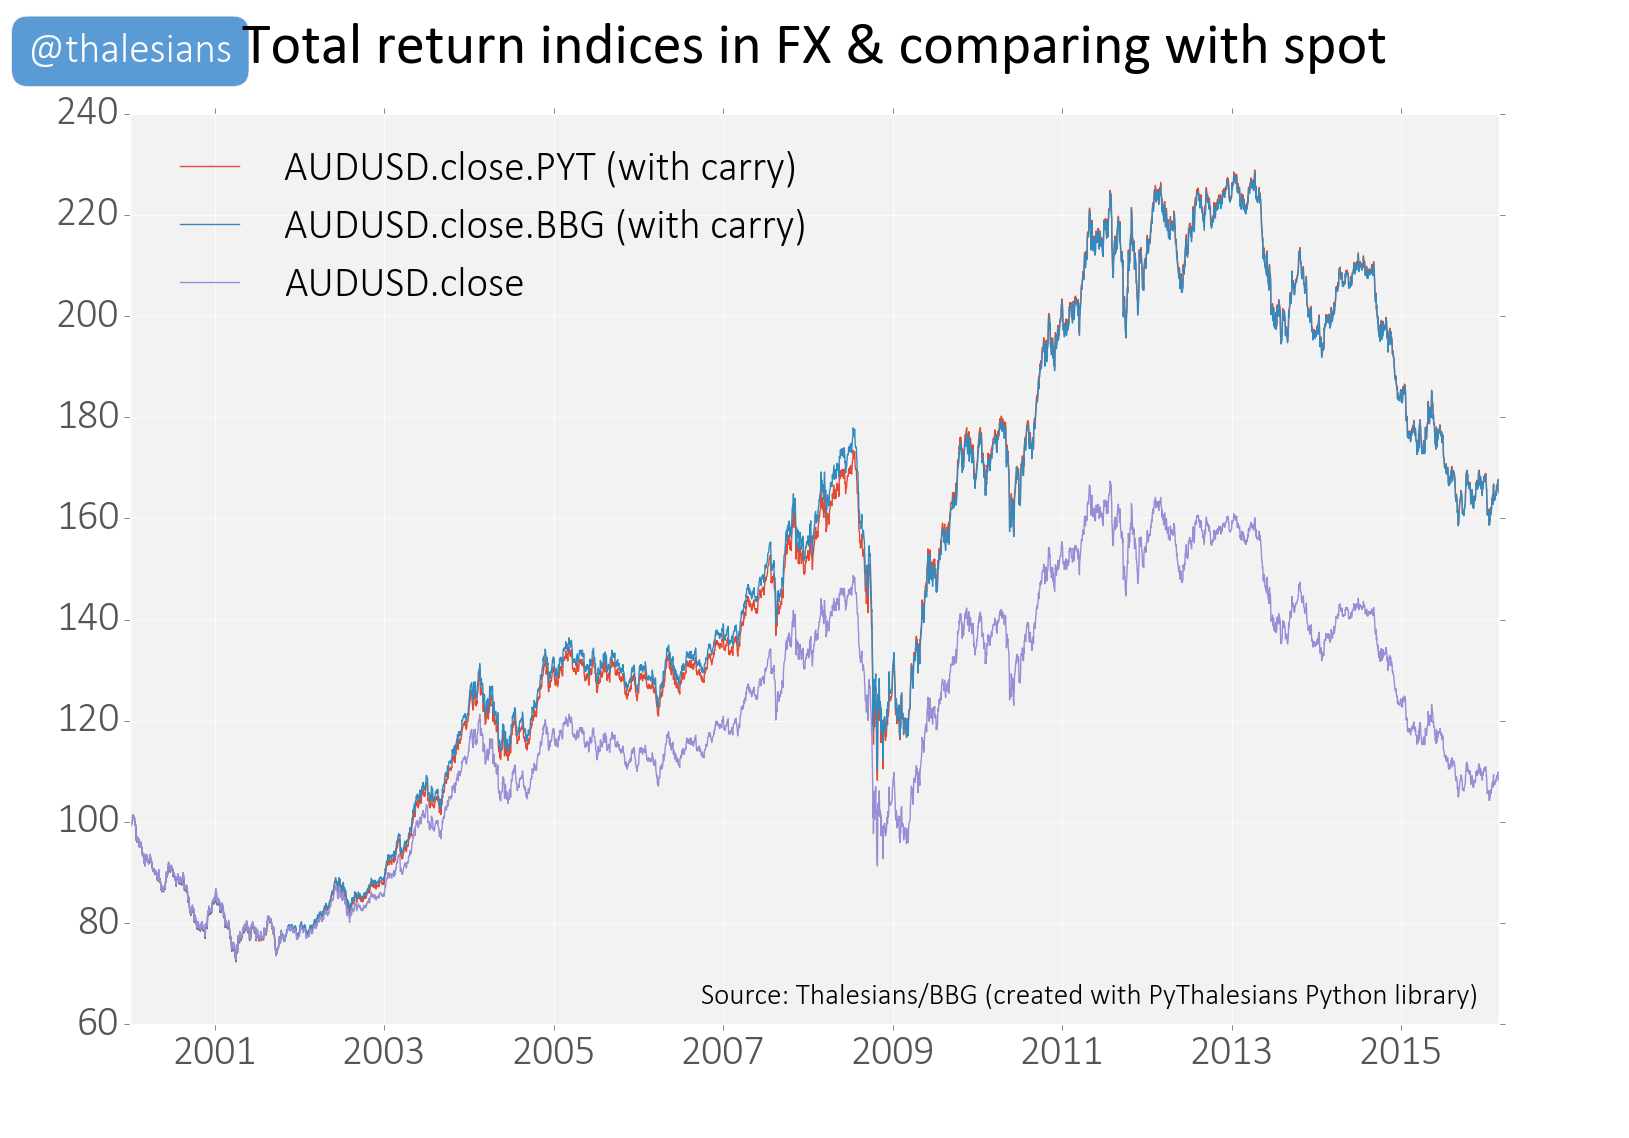 @thalesians
Total return indices in FX & comparing with spot
240
220
200
180
160
140
120
100
80
60
AUDUSD.close.PYT (with carry)
AUDUSD.close.BBG (with carry)
AUDUSD.close
Source: Thalesians/BBG (created with PyThalesians Python library)
2001 2003 2005 2007 2009 2011 2013 2015